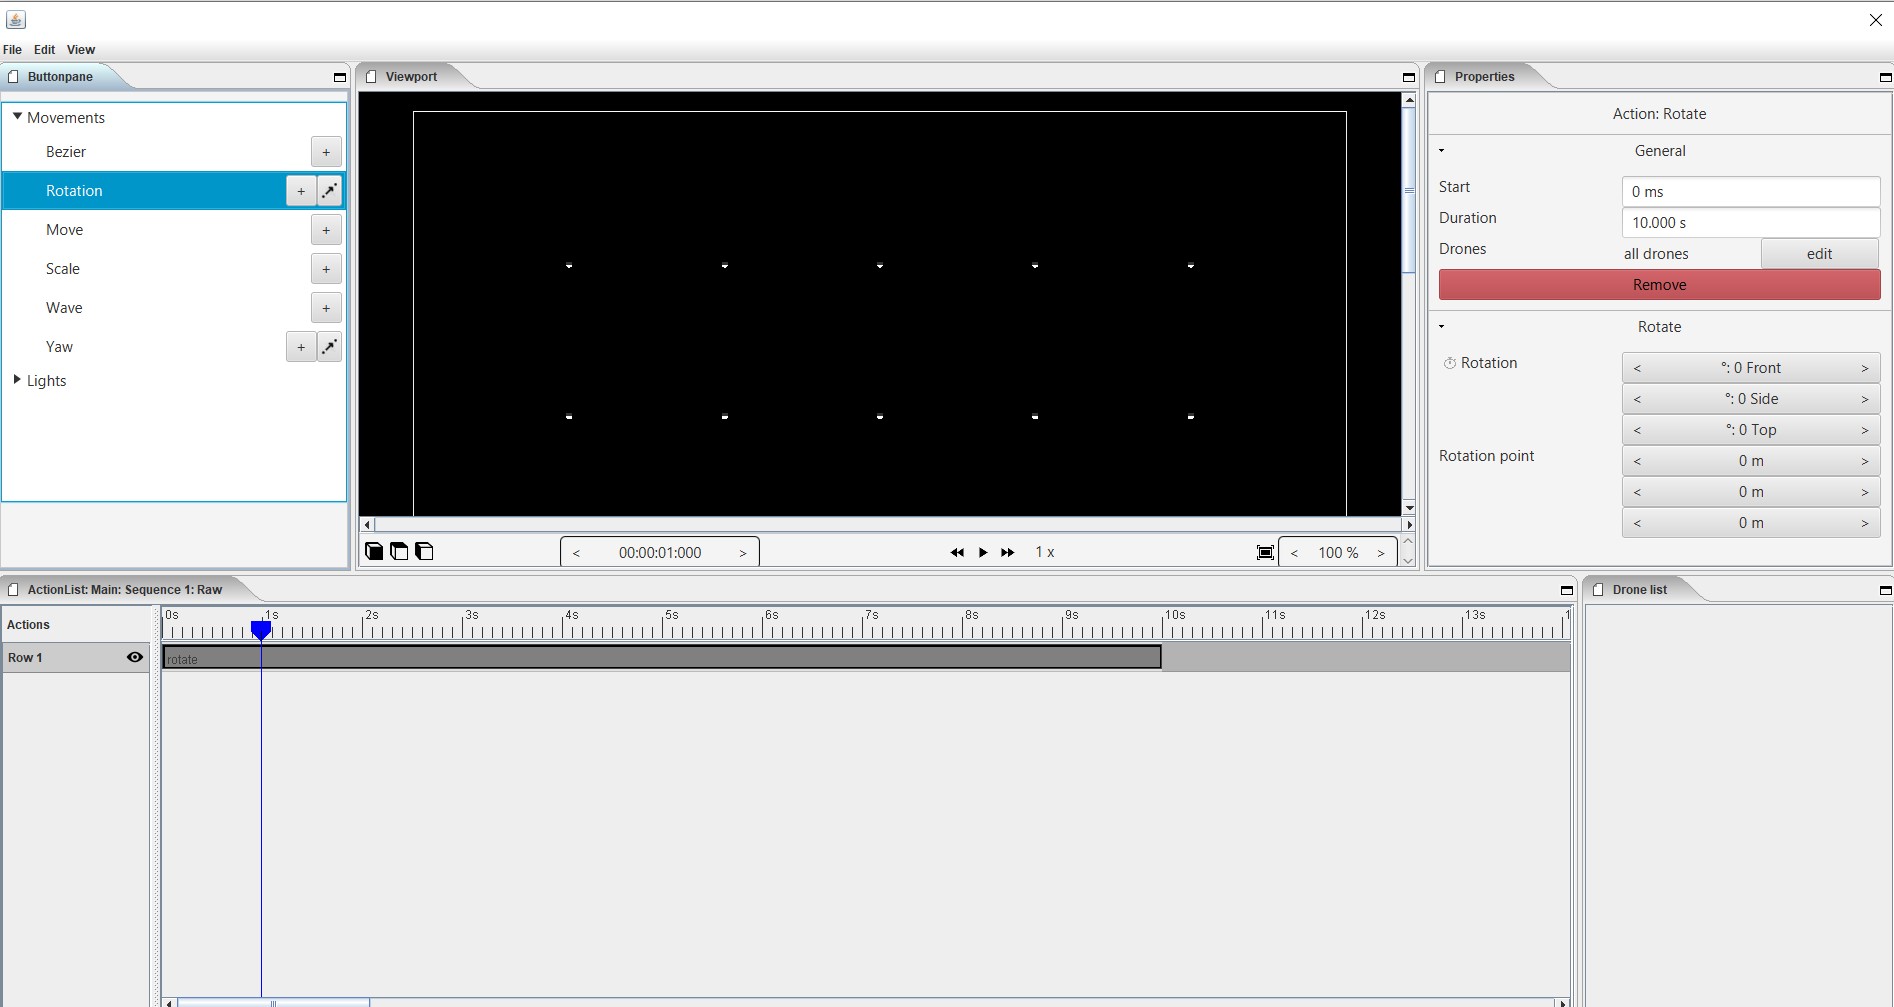 File Edit View
Buttonpane
Movements
Bezier +
Rotation +
Move +
Scale +
Wave +
Yaw +
Lights
Viewport
< 00:00:01:000 >
1 x
< 100 % >
Properties
Action: Rotate
General
Start 0 ms
Duration 10.000 s
Drones all drones edit
Remove
Rotate
Rotation < °: 0 Front >
< °: 0 Side >
< °: 0 Top >
Rotation point < 0 m >
< 0 m >
< 0 m >
ActionList: Main: Sequence 1: Raw
Actions
0s 1s 2s 3s 4s 5s 6s 7s 8s 9s 10s 11s 12s 13s 1
Row 1
rotate
Drone list